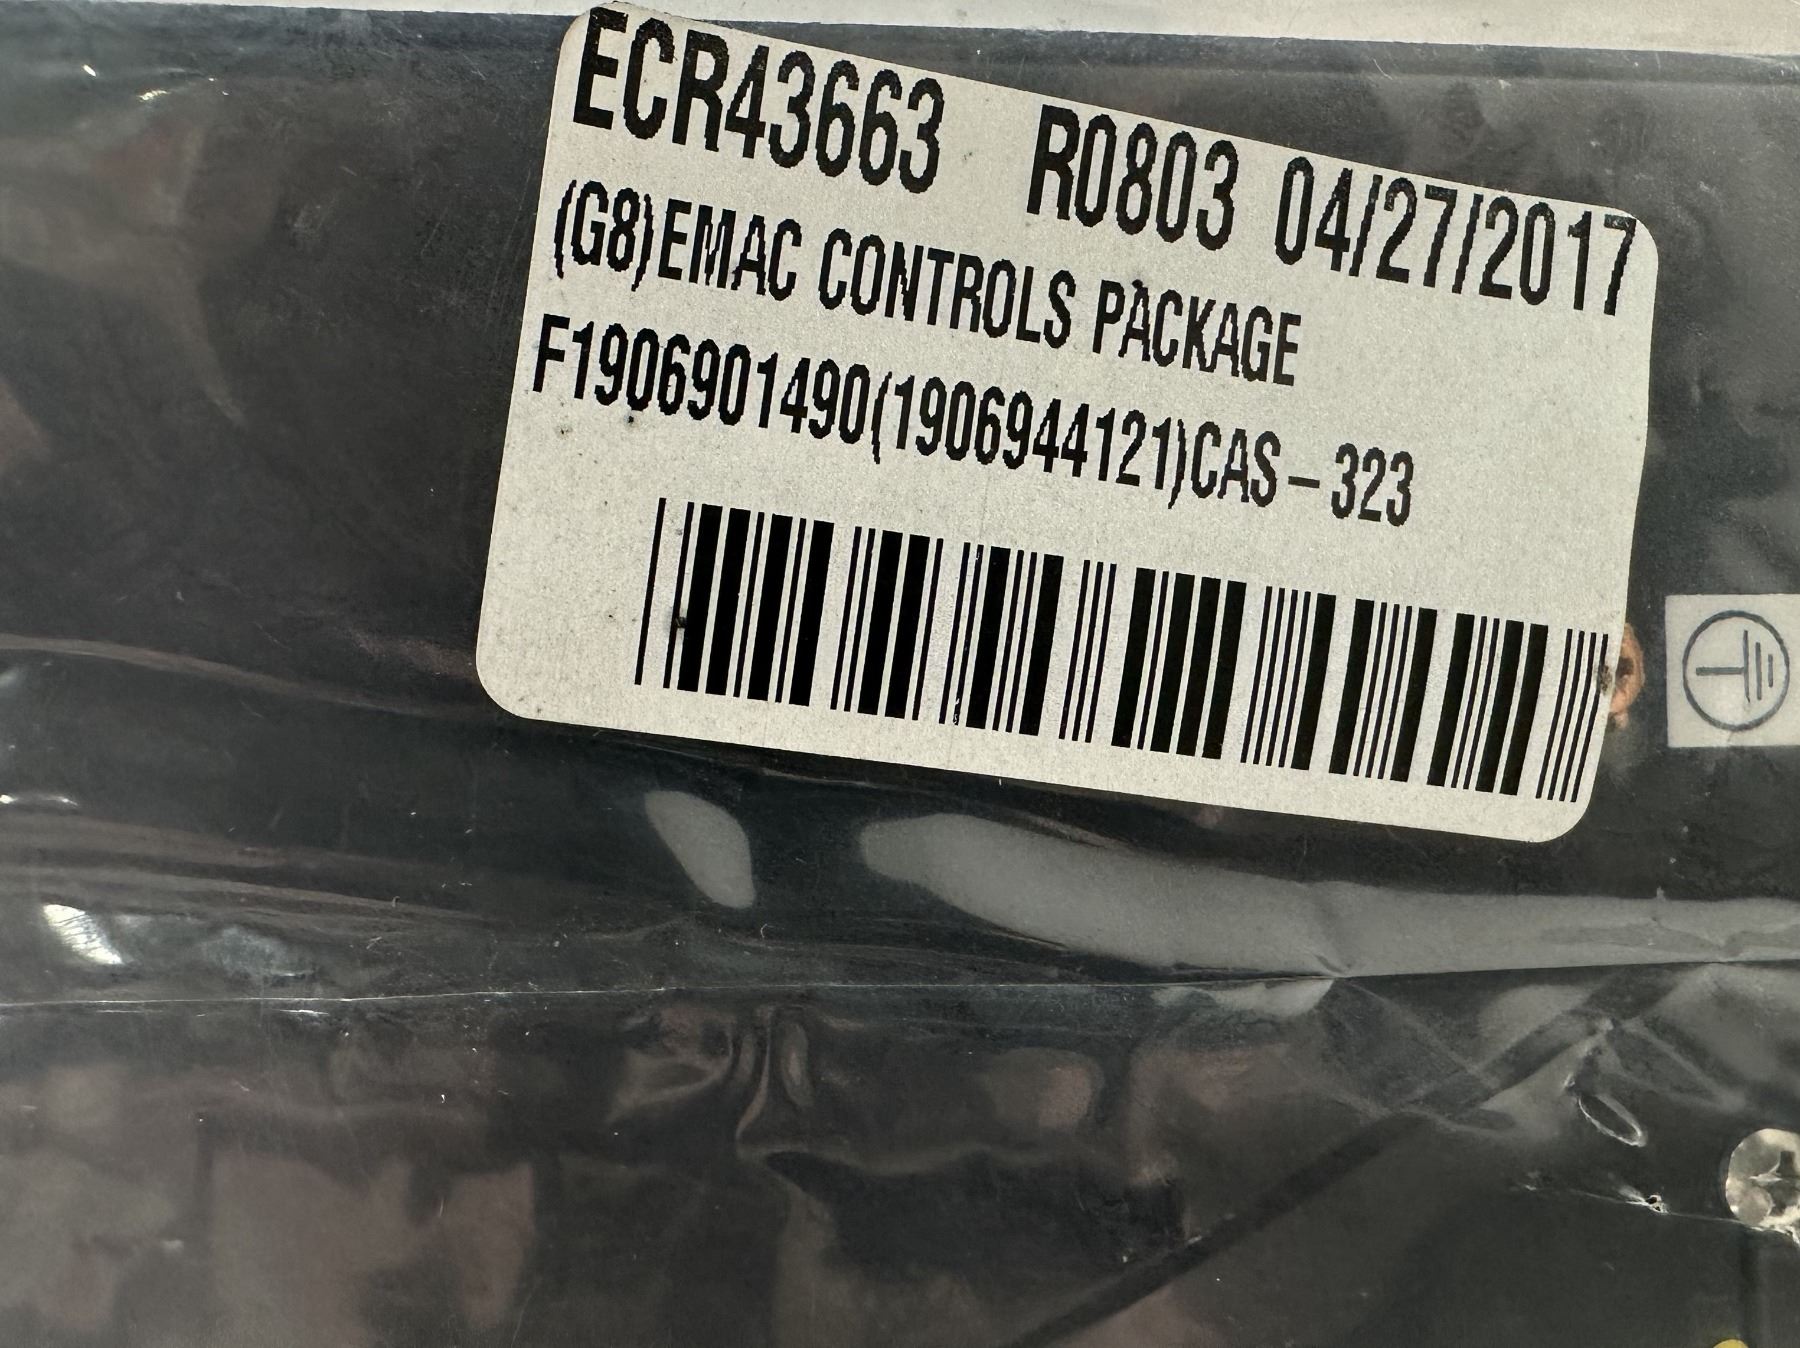 ECR43663 R0803 04/27/2017
(G8)EMAC CONTROLS PACKAGE
F1906901490(1906944121)CAS-323